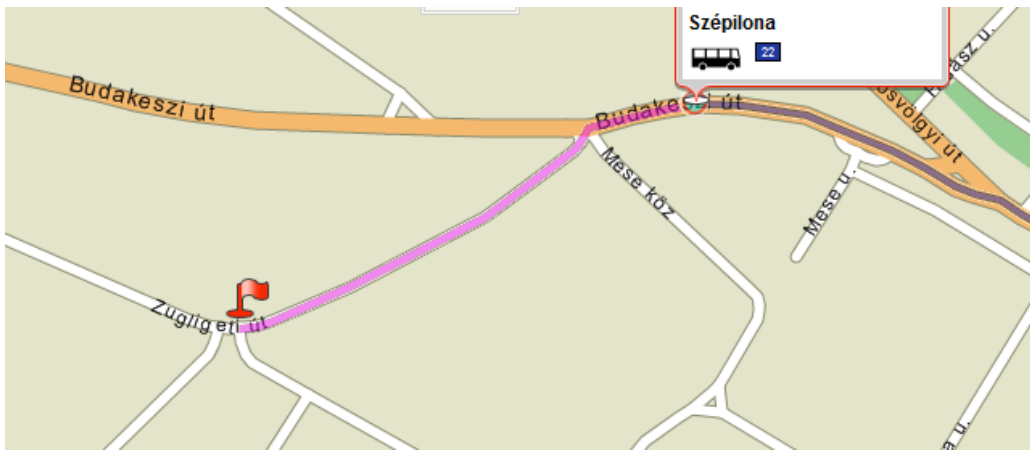 Szépilona
22
Budakeszi út
Budakeszi út
Mese köz
Mese u.
Zugligeti út